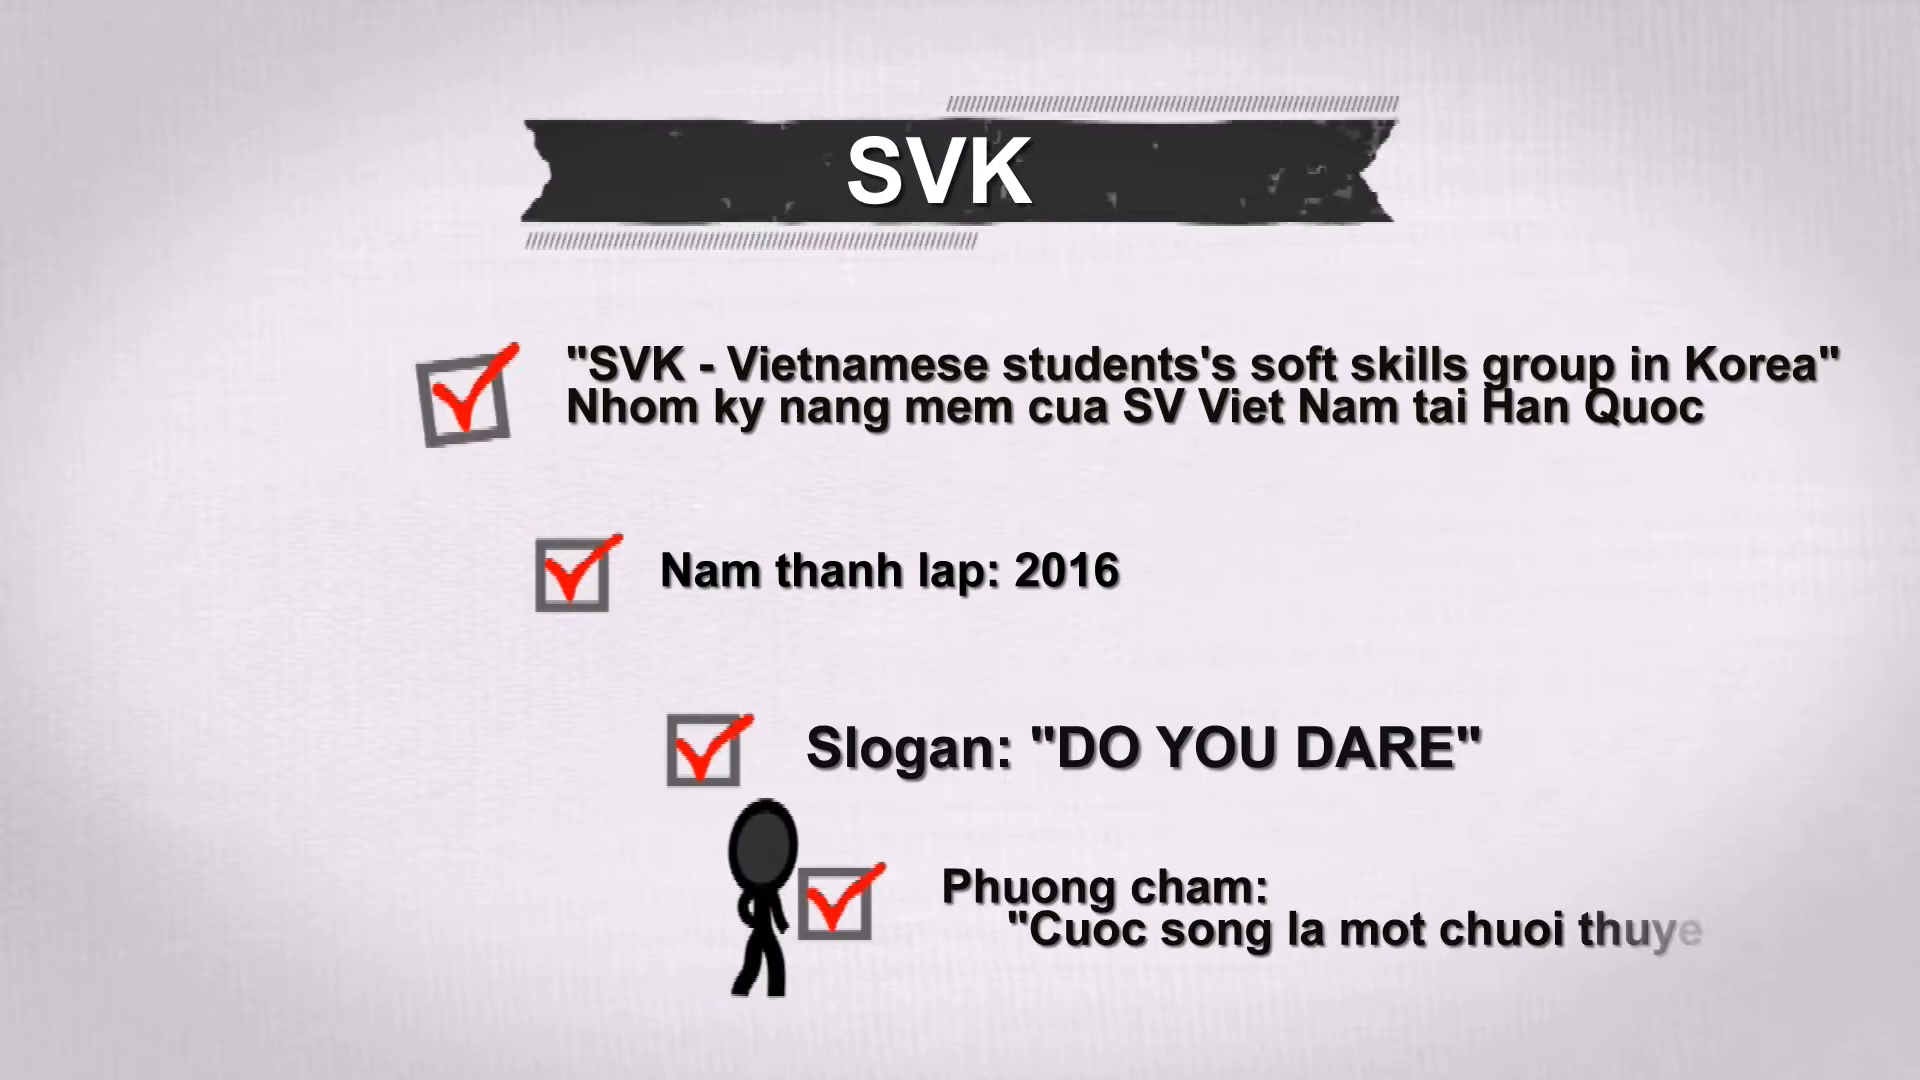 SVK
"SVK - Vietnamese students's soft skills group in Korea"
Nhom ky nang mem cua SV Viet Nam tai Han Quoc
Nam thanh lap: 2016
Slogan: "DO YOU DARE"
Phuong cham:
"Cuoc song la mot chuoi thuye